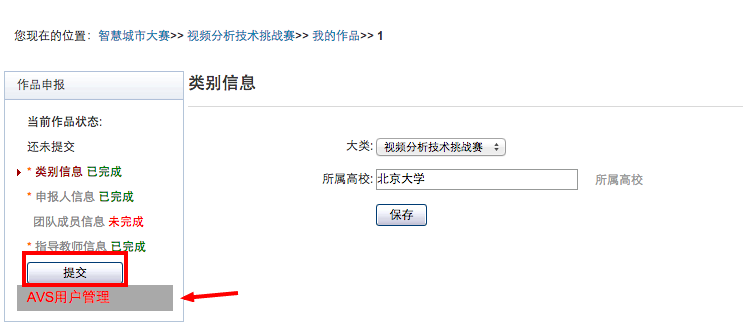 您现在的位置：智慧城市大赛>> 视频分析技术挑战赛>> 我的作品>> 1
作品申报
当前作品状态:
还未提交
* 类别信息 已完成
* 申报人信息 已完成
团队成员信息 未完成
* 指导教师信息 已完成
提交
AVS用户管理
类别信息
大类: 视频分析技术挑战赛
所属高校: 北京大学 所属高校
保存